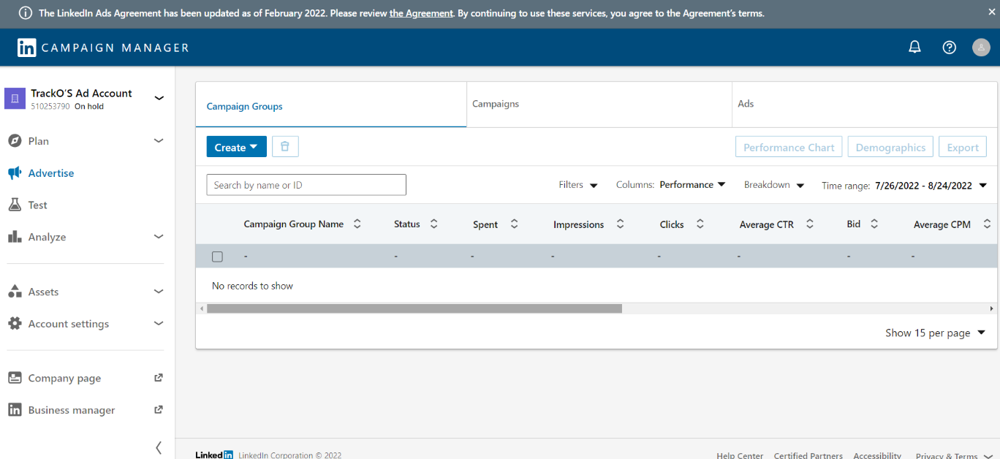 The LinkedIn Ads Agreement has been updated as of February 2022. Please review the Agreement. By continuing to use these services, you agree to the Agreement's terms.
in CAMPAIGN MANAGER
TrackO'S Ad Account
510253790 On hold
Plan
Advertise
Test
Analyze
Assets
Account settings
Company page
Business manager
Campaign Groups Campaigns Ads
Create Performance Chart Demographics Export
Search by name or ID Filters Columns: Performance Breakdown Time range: 7/26/2022 - 8/24/2022
Campaign Group Name Status Spent Impressions Clicks Average CTR Bid Average CPM
- - - - - - - -
No records to show
Show 15 per page
Linked in LinkedIn Corporation © 2022 Help Center Certified Partners Accessibility Privacy & Terms